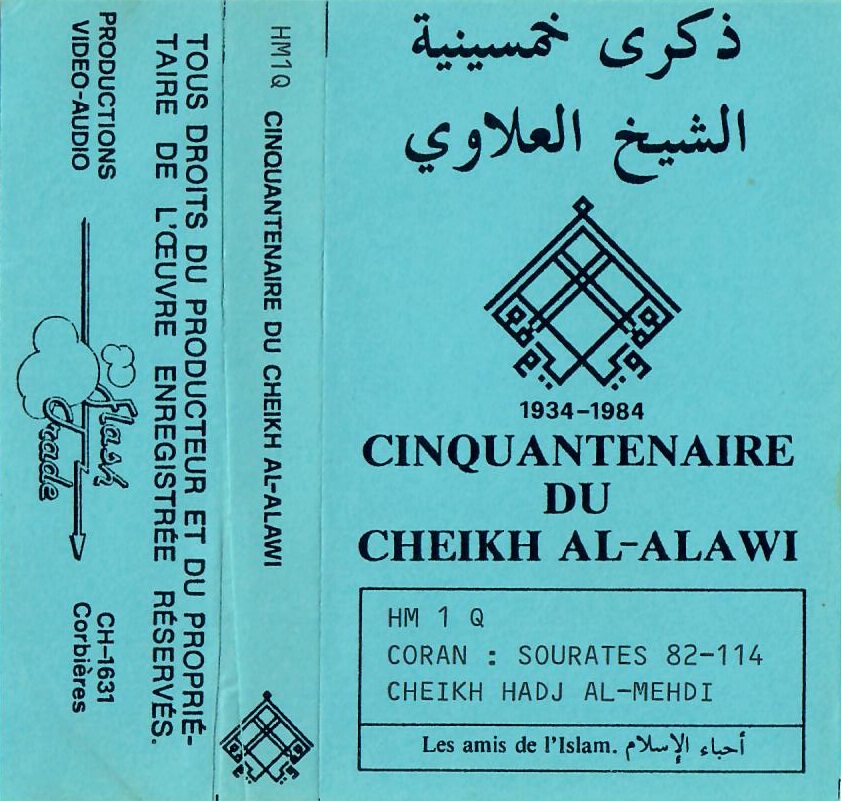 ذكرى خمسينية
الشيخ العلاوي
1934-1984
CINQUANTENAIRE
DU
CHEIKH AL-ALAWI
HM 1 Q
CORAN : SOURATES 82-114
CHEIKH HADJ AL-MEHDI
Les amis de l'Islam. أحباء الإسلام
HM1Q CINQUANTENAIRE DU CHEIKH AL-ALAWI
TOUS DROITS DU PRODUCTEUR ET DU PROPRIÉ-
TAIRE DE L'ŒUVRE ENREGISTRÉE RÉSERVÉS.
PRODUCTIONS
VIDEO-AUDIO
flash
trade
CH-1631
Corbières